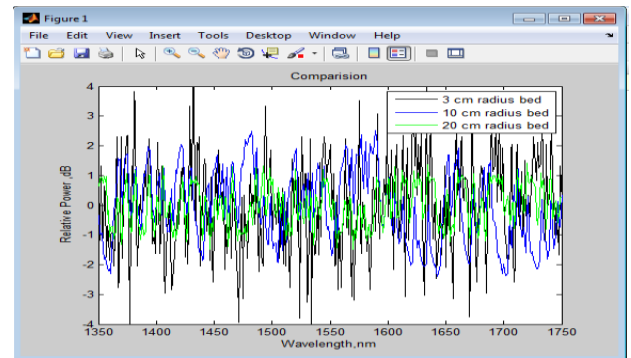 Figure 1
File Edit View Insert Tools Desktop Window Help
Comparision
3 cm radius bed
10 cm radius bed
20 cm radius bed
Relative Power ,dB
4
3
2
1
0
-1
-2
-3
-4
1350 1400 1450 1500 1550 1600 1650 1700 1750
Wavelength,nm